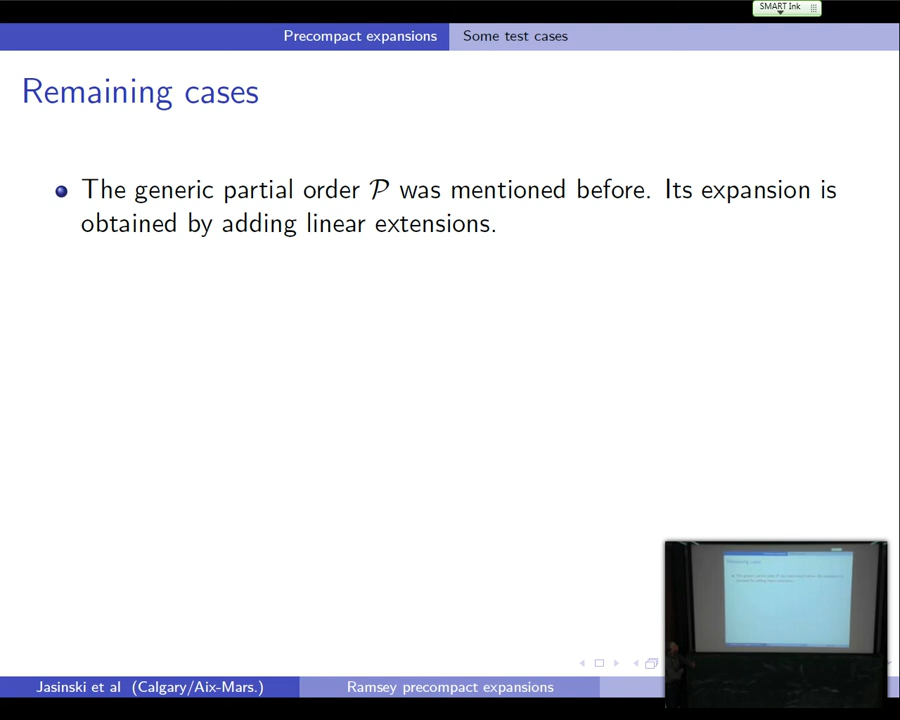 SMART Ink
Precompact expansions Some test cases
Remaining cases
The generic partial order 𝒫 was mentioned before. Its expansion is
obtained by adding linear extensions.
Jasinski et al (Calgary/Aix-Mars.) Ramsey precompact expansions